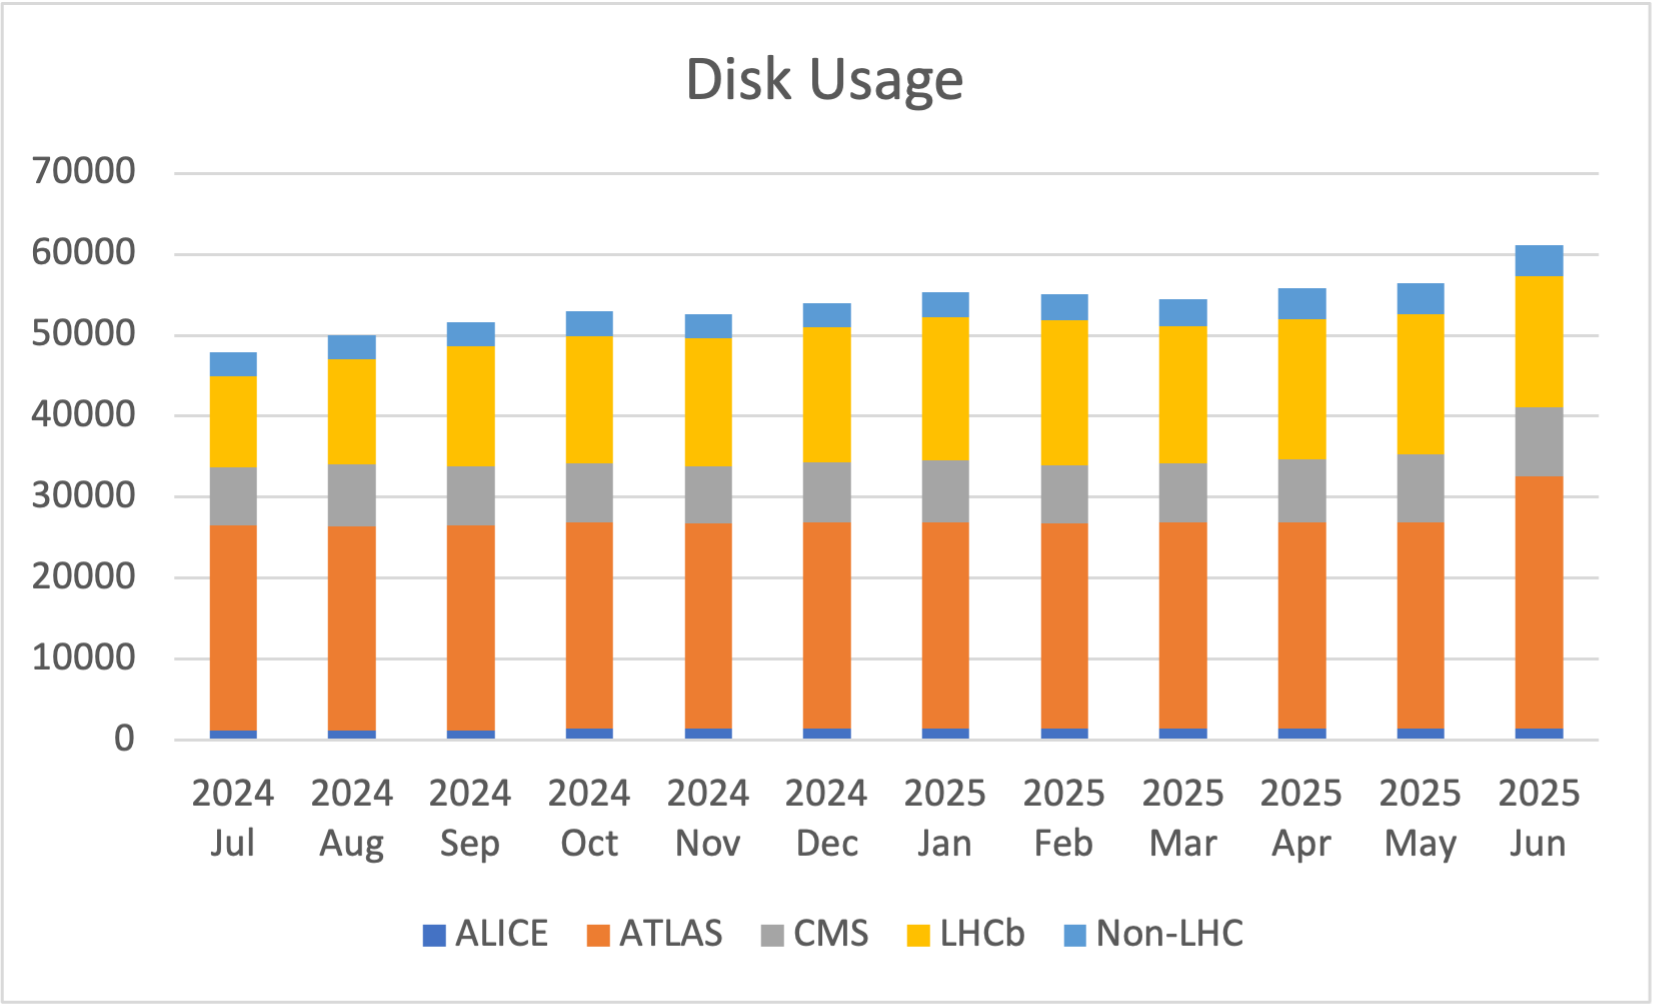 Disk Usage
70000
60000
50000
40000
30000
20000
10000
0
2024 2024 2024 2024 2024 2024 2025 2025 2025 2025 2025 2025
Jul Aug Sep Oct Nov Dec Jan Feb Mar Apr May Jun
ALICE ATLAS CMS LHCb Non-LHC